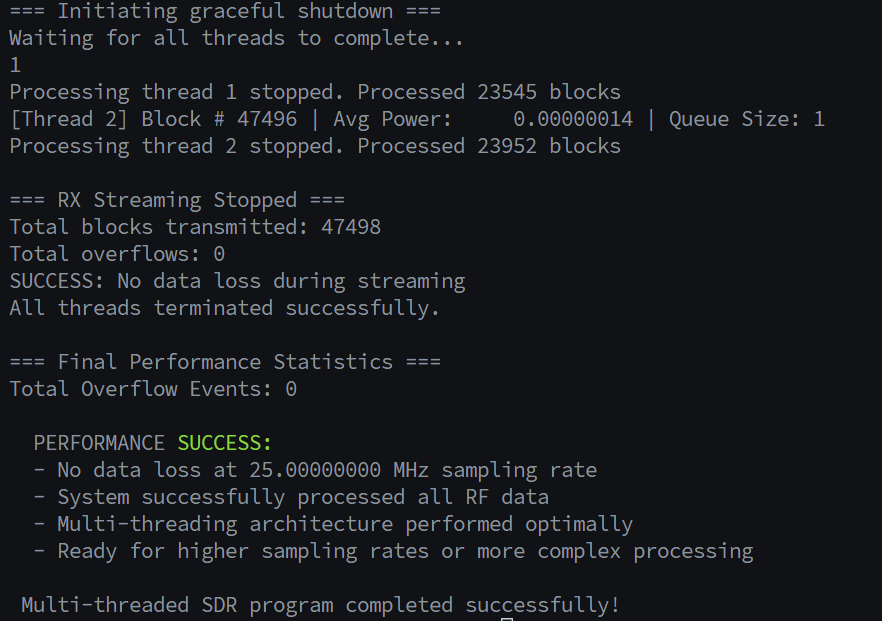 === Initiating graceful shutdown ===
Waiting for all threads to complete...
1
Processing thread 1 stopped. Processed 23545 blocks
[Thread 2] Block # 47496 | Avg Power:     0.00000014 | Queue Size: 1
Processing thread 2 stopped. Processed 23952 blocks
=== RX Streaming Stopped ===
Total blocks transmitted: 47498
Total overflows: 0
SUCCESS: No data loss during streaming
All threads terminated successfully.
=== Final Performance Statistics ===
Total Overflow Events: 0
PERFORMANCE SUCCESS:
- No data loss at 25.00000000 MHz sampling rate
- System successfully processed all RF data
- Multi-threading architecture performed optimally
- Ready for higher sampling rates or more complex processing
Multi-threaded SDR program completed successfully!